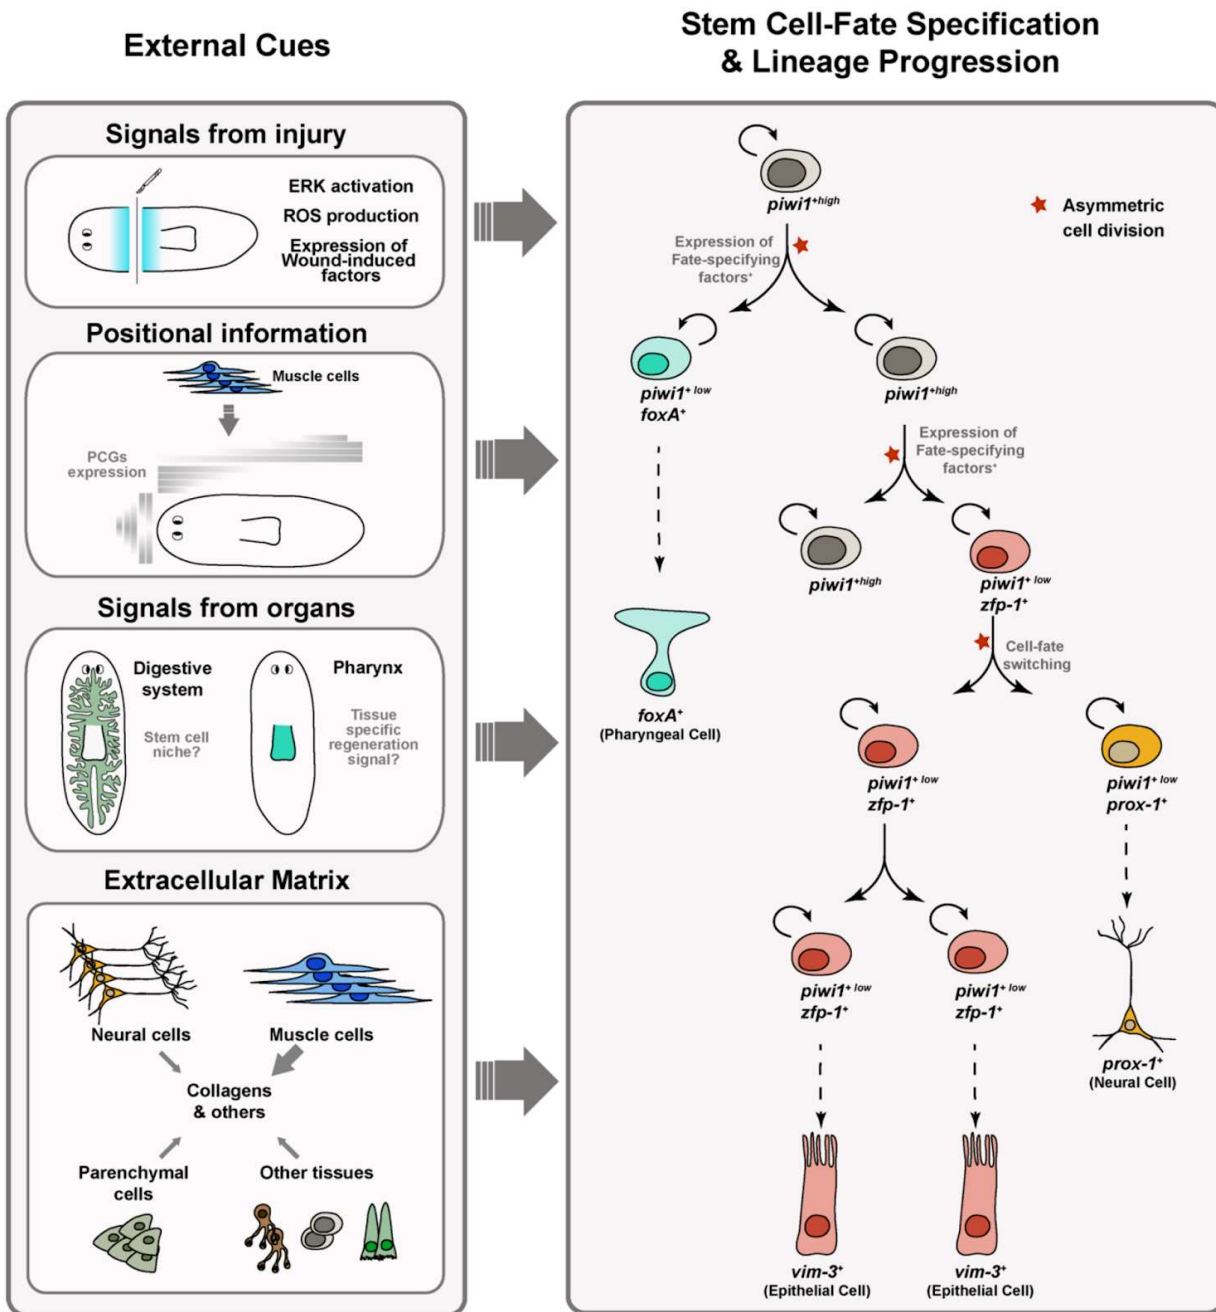 External Cues
Stem Cell-Fate Specification
& Lineage Progression
Signals from injury
ERK activation
ROS production
Expression of
Wound-induced
factors
Positional information
Muscle cells
PCGs
expression
Signals from organs
Digestive
system
Stem cell
niche?
Pharynx
Tissue
specific
regeneration
signal?
Extracellular Matrix
Neural cells
Muscle cells
Collagens
& others
Parenchymal
cells
Other tissues
piwi1+high
Asymmetric
cell division
Expression of
Fate-specifying
factors+
piwi1+ low
foxA+
piwi1+high
Expression of
Fate-specifying
factors+
piwi1+high
piwi1+ low
zfp-1+
Cell-fate
switching
foxA+
(Pharyngeal Cell)
piwi1+ low
zfp-1+
piwi1+ low
prox-1+
piwi1+ low
zfp-1+
piwi1+ low
zfp-1+
prox-1+
(Neural Cell)
vim-3+
(Epithelial Cell)
vim-3+
(Epithelial Cell)